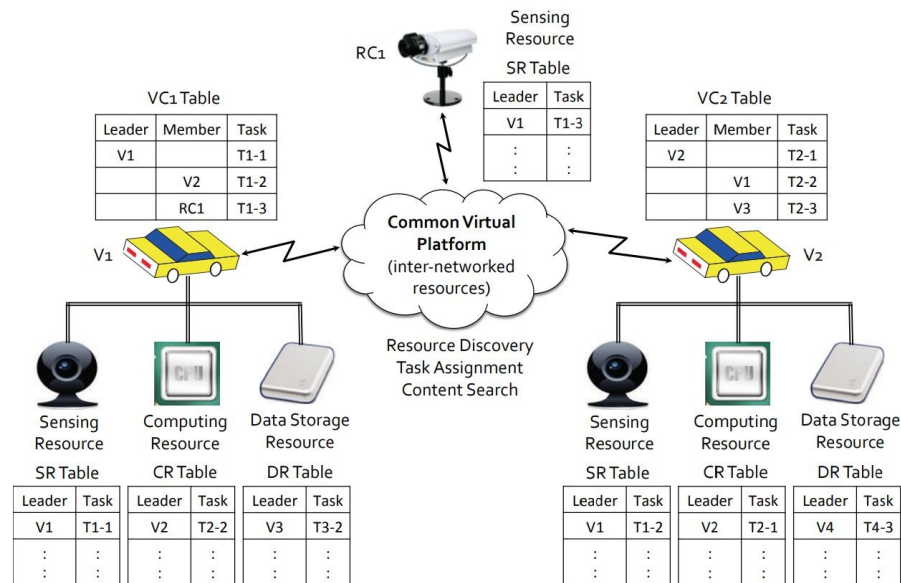 Sensing
Resource
RC1
SR Table
Leader Task
V1 T1-3
: :
: :
VC1 Table
Leader Member Task
V1 T1-1
V2 T1-2
RC1 T1-3
V1
VC2 Table
Leader Member Task
V2 T2-1
V1 T2-2
V3 T2-3
V2
Common Virtual
Platform
(inter-networked
resources)
Resource Discovery
Task Assignment
Content Search
CPU
Sensing
Resource
Computing
Resource
Data Storage
Resource
SR Table
Leader Task
V1 T1-1
: :
: :
CR Table
Leader Task
V2 T2-2
: :
: :
DR Table
Leader Task
V3 T3-2
: :
: :
CPU
Sensing
Resource
Computing
Resource
Data Storage
Resource
SR Table
Leader Task
V1 T1-2
: :
: :
CR Table
Leader Task
V2 T2-1
: :
: :
DR Table
Leader Task
V4 T4-3
: :
: :